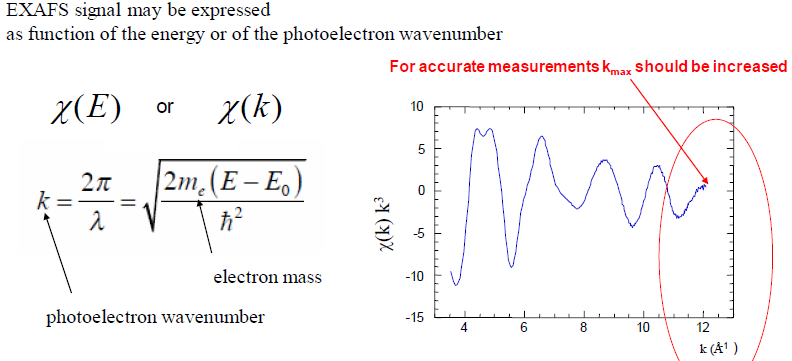 EXAFS signal may be expressed
as function of the energy or of the photoelectron wavenumber
For accurate measurements kmax should be increased
χ(E) or χ(k)
k = 2π / λ = √(2mₑ(E − E₀) / ħ²)
electron mass
photoelectron wavenumber
χ(k) k³
10
5
0
-5
-10
-15
4 6 8 10 12
k (Å¹ )